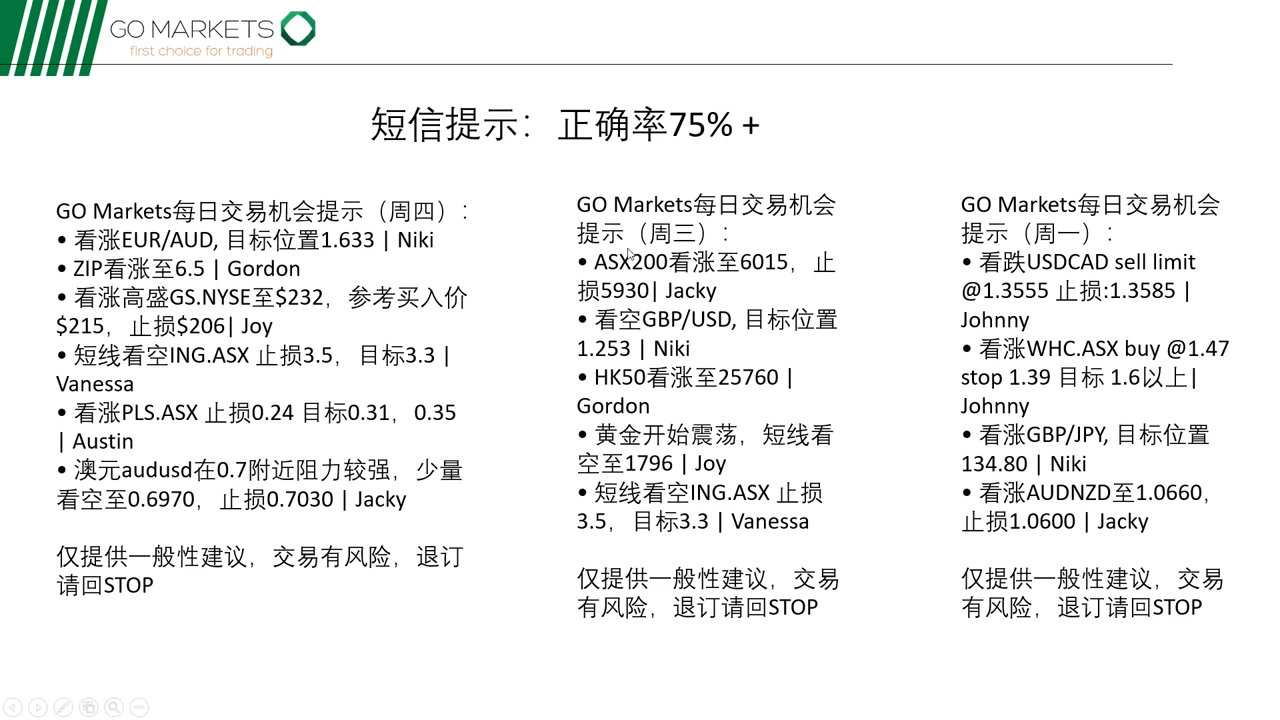 GO MARKETS
first choice for trading
短信提示：正确率75% +
GO Markets每日交易机会提示（周四）：
• 看涨EUR/AUD, 目标位置1.633 | Niki
• ZIP看涨至6.5 | Gordon
• 看涨高盛GS.NYSE至$232，参考买入价
$215，止损$206| Joy
• 短线看空ING.ASX 止损3.5，目标3.3 |
Vanessa
• 看涨PLS.ASX 止损0.24 目标0.31，0.35
| Austin
• 澳元audusd在0.7附近阻力较强，少量
看空至0.6970，止损0.7030 | Jacky
仅提供一般性建议，交易有风险，退订
请回STOP
GO Markets每日交易机会
提示（周三）：
• ASX200看涨至6015，止
损5930| Jacky
• 看空GBP/USD, 目标位置
1.253 | Niki
• HK50看涨至25760 |
Gordon
• 黄金开始震荡，短线看
空至1796 | Joy
• 短线看空ING.ASX 止损
3.5，目标3.3 | Vanessa
仅提供一般性建议，交易
有风险，退订请回STOP
GO Markets每日交易机会
提示（周一）：
• 看跌USDCAD sell limit
@1.3555 止损:1.3585 |
Johnny
• 看涨WHC.ASX buy @1.47
stop 1.39 目标 1.6以上|
Johnny
• 看涨GBP/JPY, 目标位置
134.80 | Niki
• 看涨AUDNZD至1.0660，
止损1.0600 | Jacky
仅提供一般性建议，交易
有风险，退订请回STOP